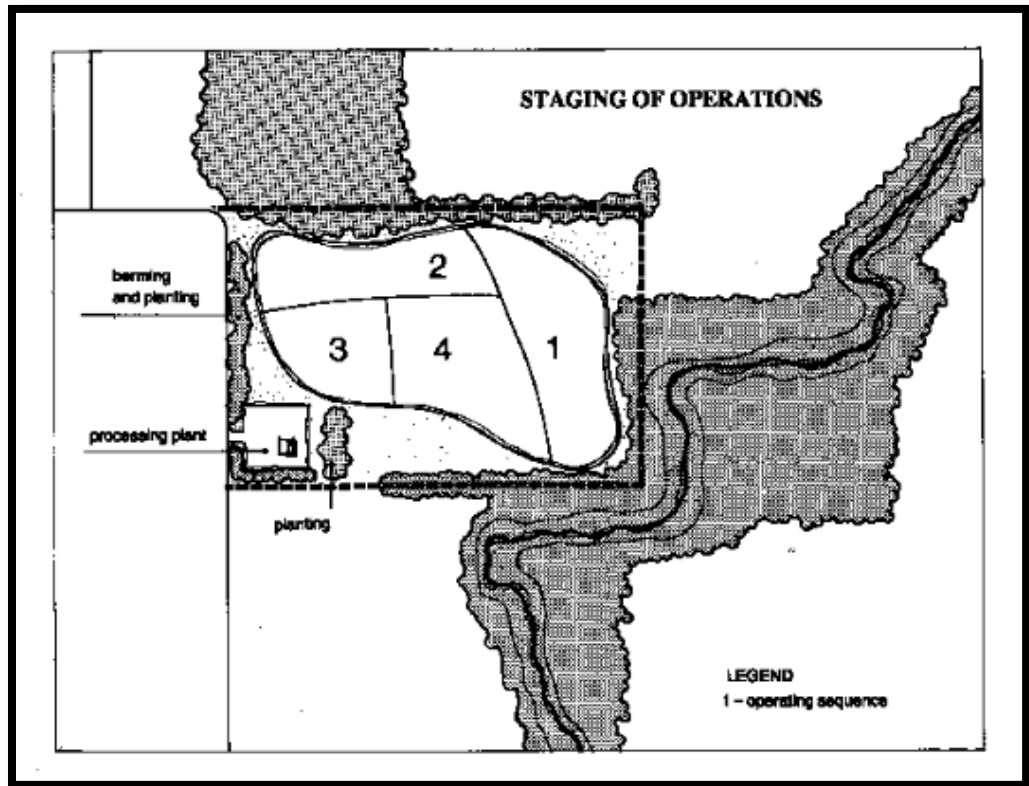 STAGING OF OPERATIONS
2
berming
and planting
3
4
1
processing plant
planting
LEGEND
1 – operating sequence